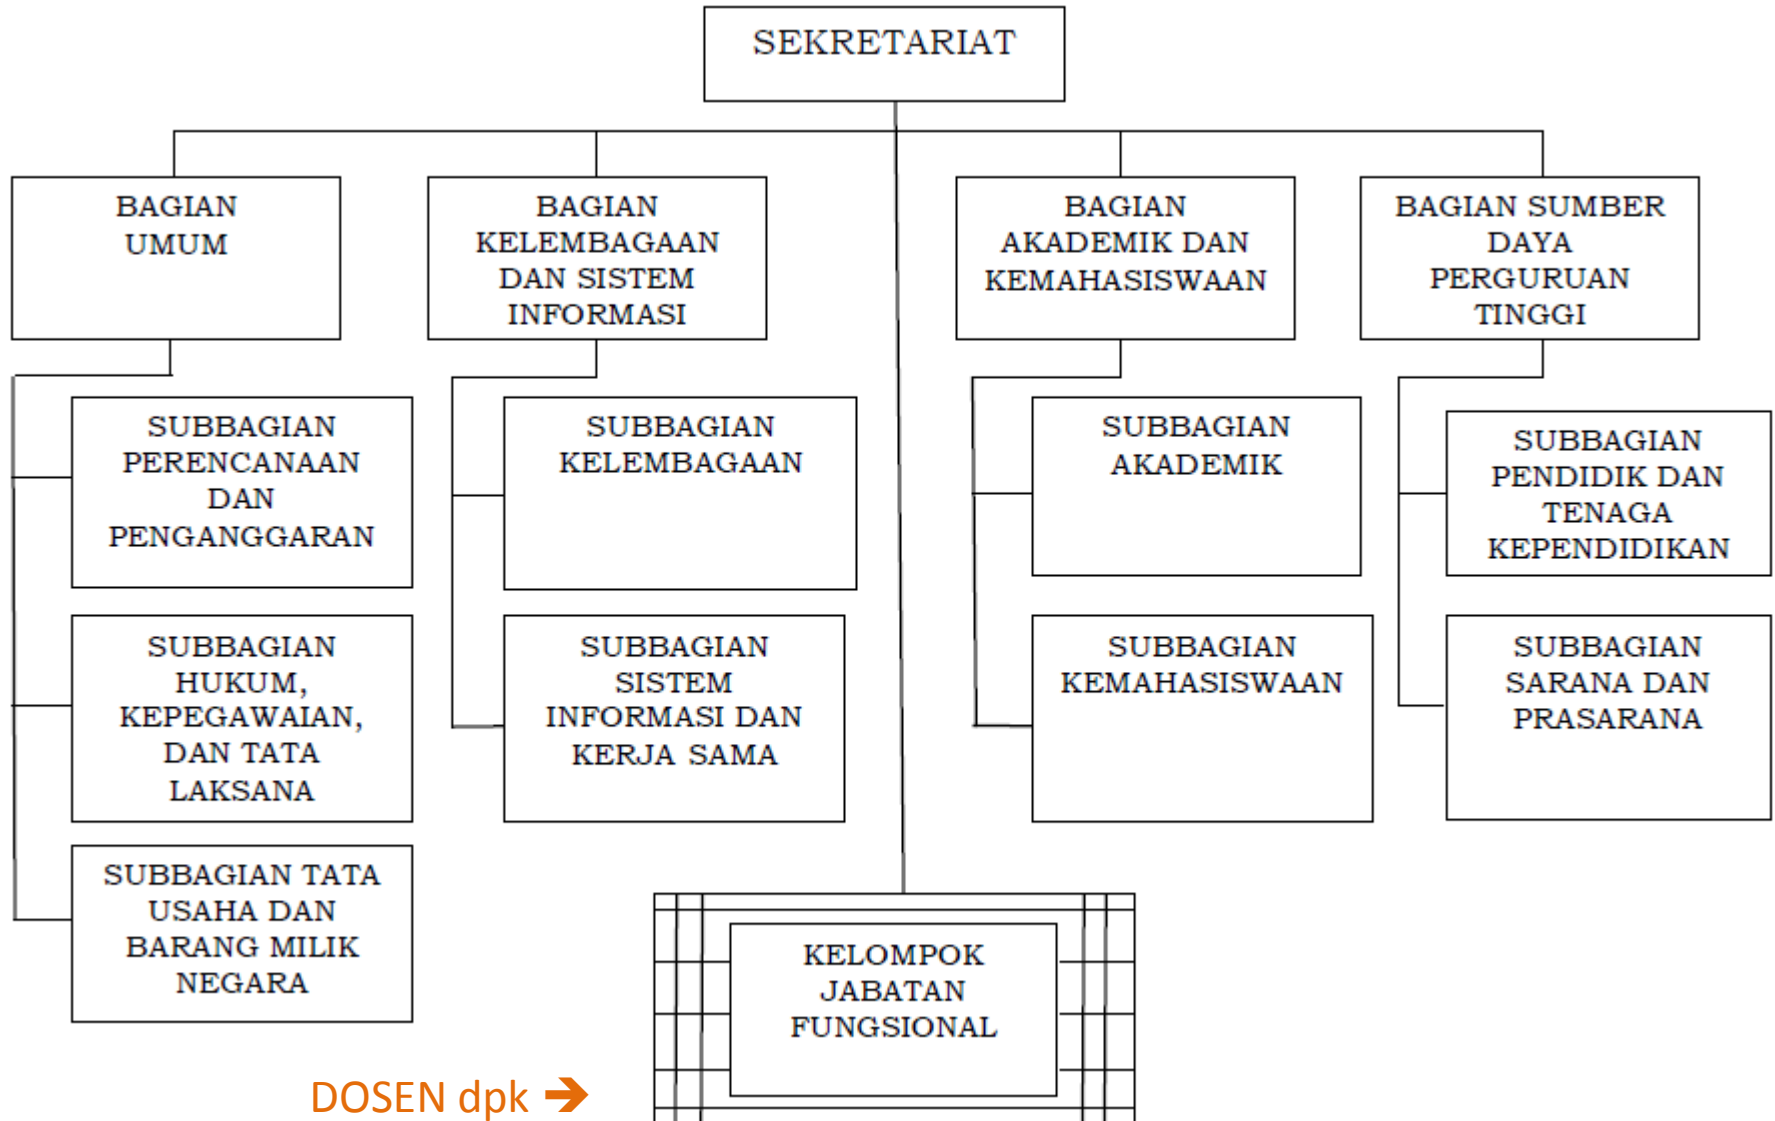 SEKRETARIAT
BAGIAN
UMUM
BAGIAN
KELEMBAGAAN
DAN SISTEM
INFORMASI
BAGIAN
AKADEMIK DAN
KEMAHASISWAAN
BAGIAN SUMBER
DAYA
PERGURUAN
TINGGI
SUBBAGIAN
PERENCANAAN
DAN
PENGANGGARAN
SUBBAGIAN
KELEMBAGAAN
SUBBAGIAN
AKADEMIK
SUBBAGIAN
PENDIDIK DAN
TENAGA
KEPENDIDIKAN
SUBBAGIAN
HUKUM,
KEPEGAWAIAN,
DAN TATA
LAKSANA
SUBBAGIAN
SISTEM
INFORMASI DAN
KERJA SAMA
SUBBAGIAN
KEMAHASISWAAN
SUBBAGIAN
SARANA DAN
PRASARANA
SUBBAGIAN TATA
USAHA DAN
BARANG MILIK
NEGARA
KELOMPOK
JABATAN
FUNGSIONAL
DOSEN dpk ➔